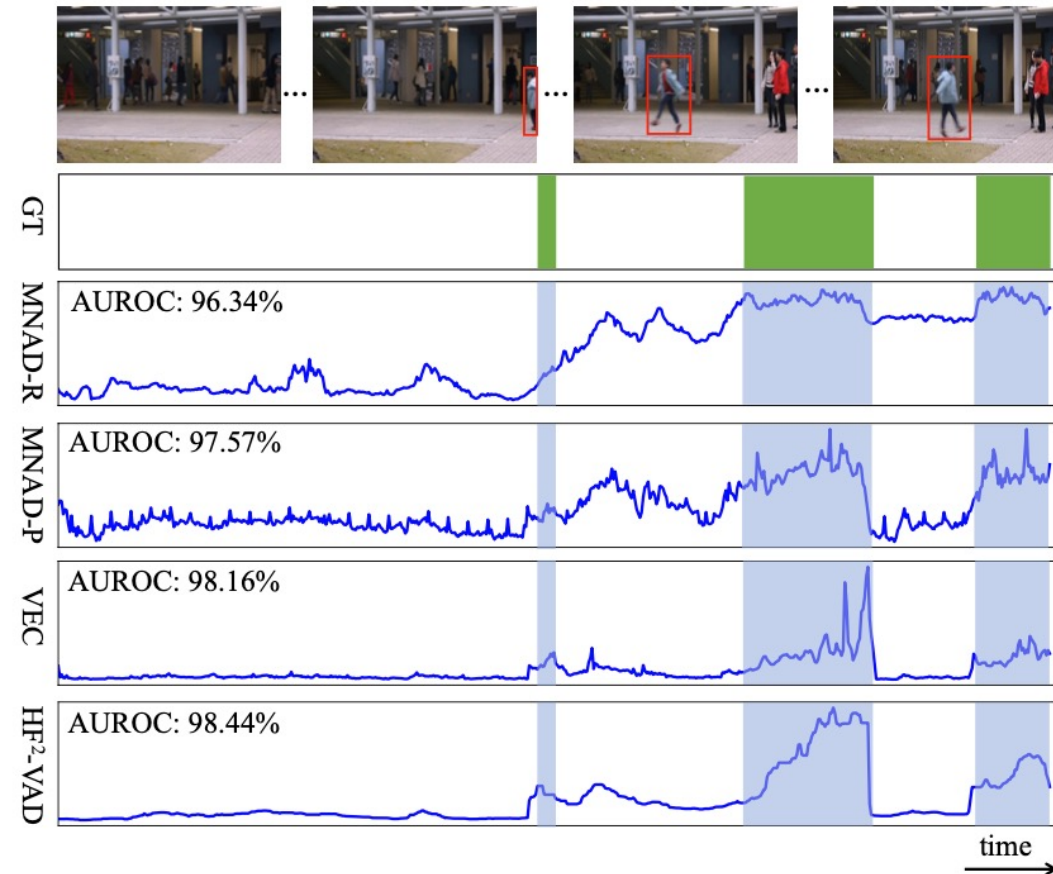 ... ... ...
GT
MNAD-R
AUROC: 96.34%
MNAD-P
AUROC: 97.57%
VEC
AUROC: 98.16%
HF²-VAD
AUROC: 98.44%
time